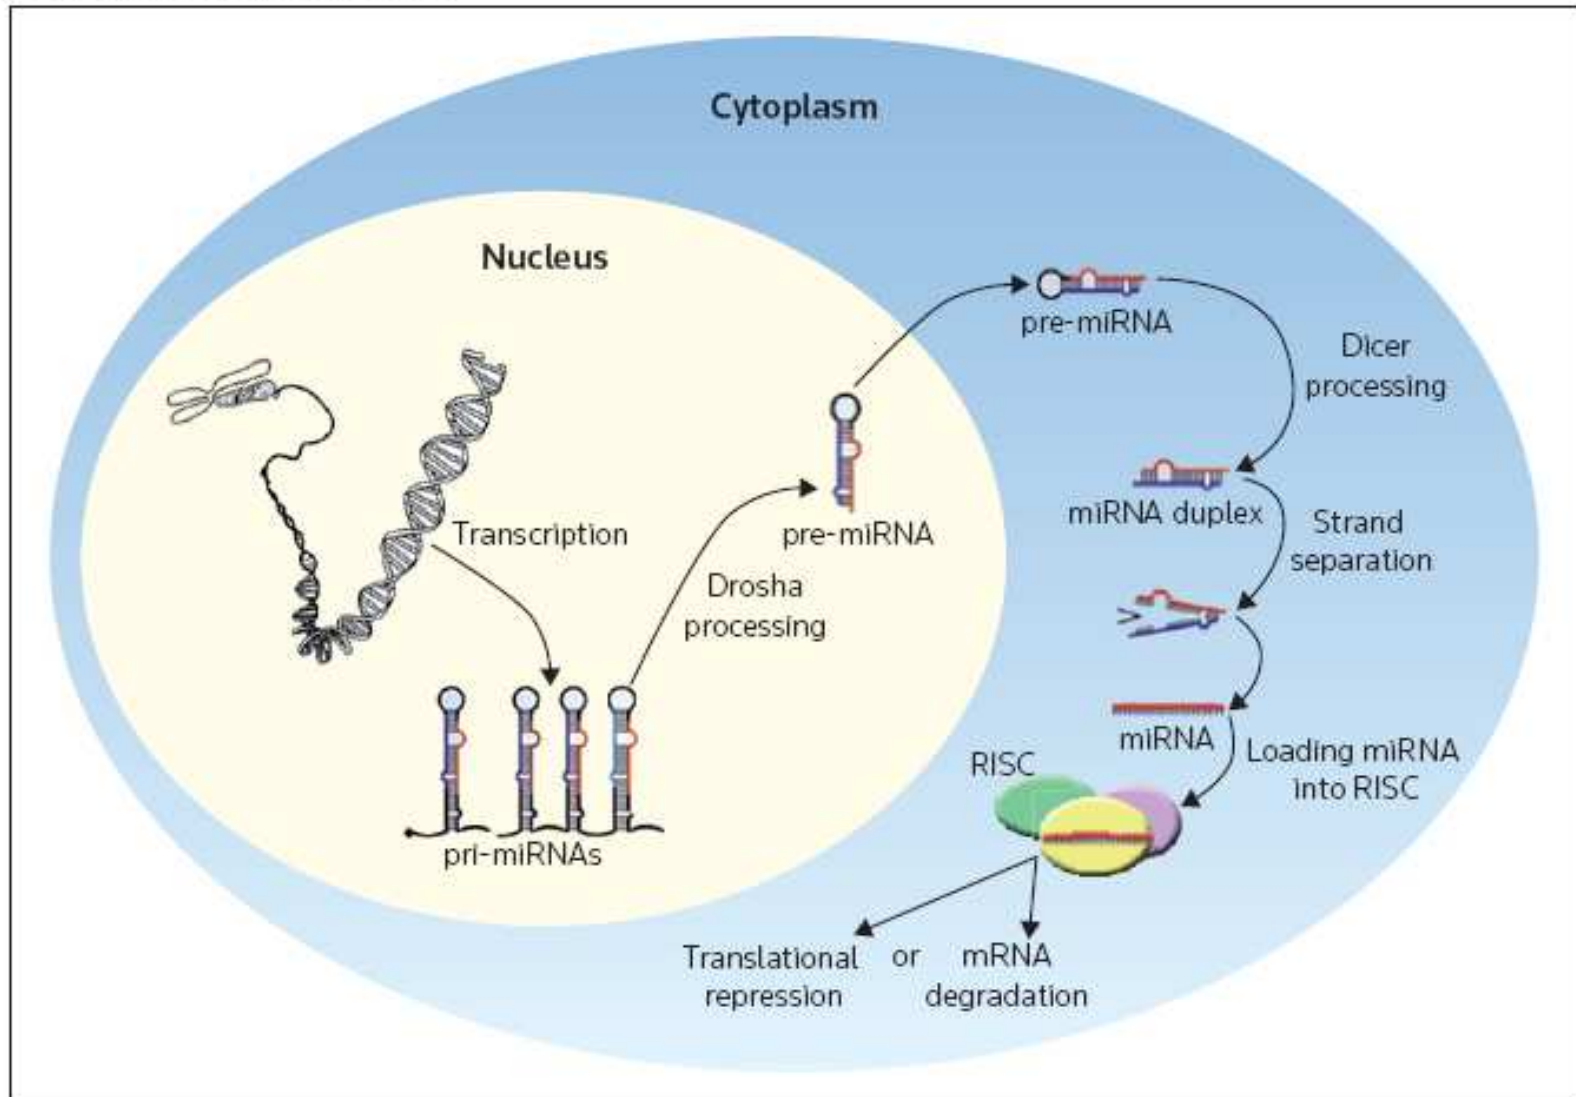 Cytoplasm
Nucleus
Transcription
pri-miRNAs
Drosha
processing
pre-miRNA
pre-miRNA
Dicer
processing
miRNA duplex
Strand
separation
miRNA
Loading miRNA
into RISC
RISC
Translational
repression
or
mRNA
degradation